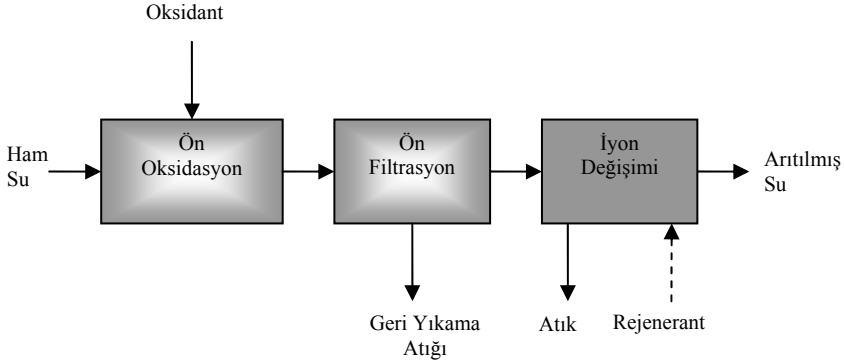 Oksidant
Ham
Su
Ön
Oksidasyon
Ön
Filtrasyon
İyon
Değişimi
Arıtılmış
Su
Geri Yıkama
Atığı
Atık
Rejenerant